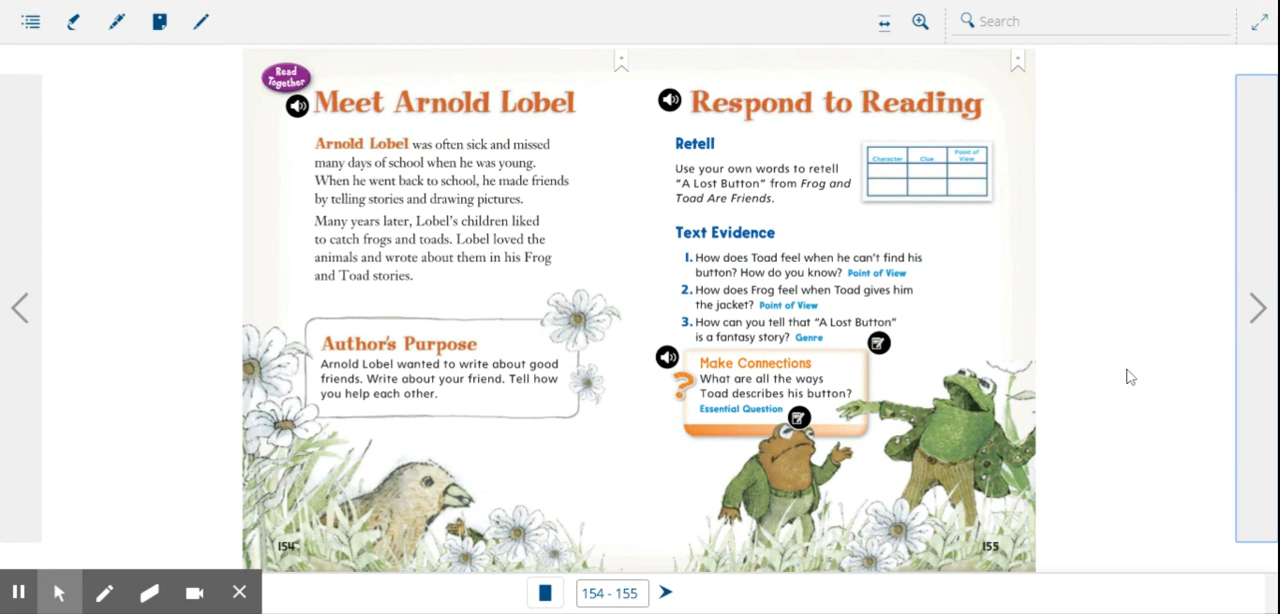 Search
Read
Together
Meet Arnold Lobel
Arnold Lobel was often sick and missed
many days of school when he was young.
When he went back to school, he made friends
by telling stories and drawing pictures.
Many years later, Lobel's children liked
to catch frogs and toads. Lobel loved the
animals and wrote about them in his Frog
and Toad stories.
Author's Purpose
Arnold Lobel wanted to write about good
friends. Write about your friend. Tell how
you help each other.
154
Respond to Reading
Retell
Use your own words to retell
"A Lost Button" from Frog and
Toad Are Friends.
Character Clue Point of
View
Text Evidence
1. How does Toad feel when he can't find his
button? How do you know? Point of View
2. How does Frog feel when Toad gives him
the jacket? Point of View
3. How can you tell that "A Lost Button"
is a fantasy story? Genre
Make Connections
? What are all the ways
Toad describes his button?
Essential Question
155
154 - 155